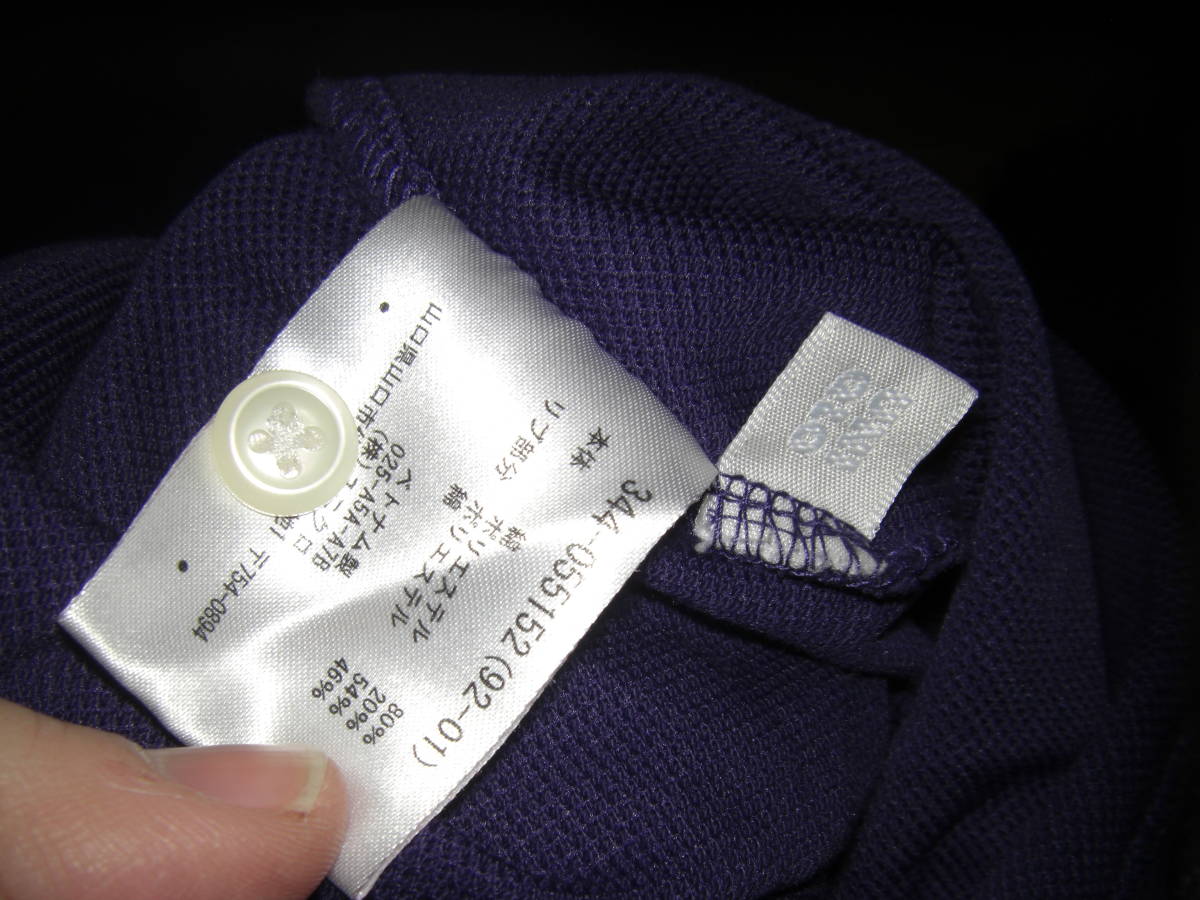 344-055152(92-01)
本体 綿 80%
ポリエステル 20%
リブ部分 綿 54%
ポリエステル 46%
ベトナム製
025-A5A-A7B
(株)ユニクロ
山口県山口市
〒754-0894